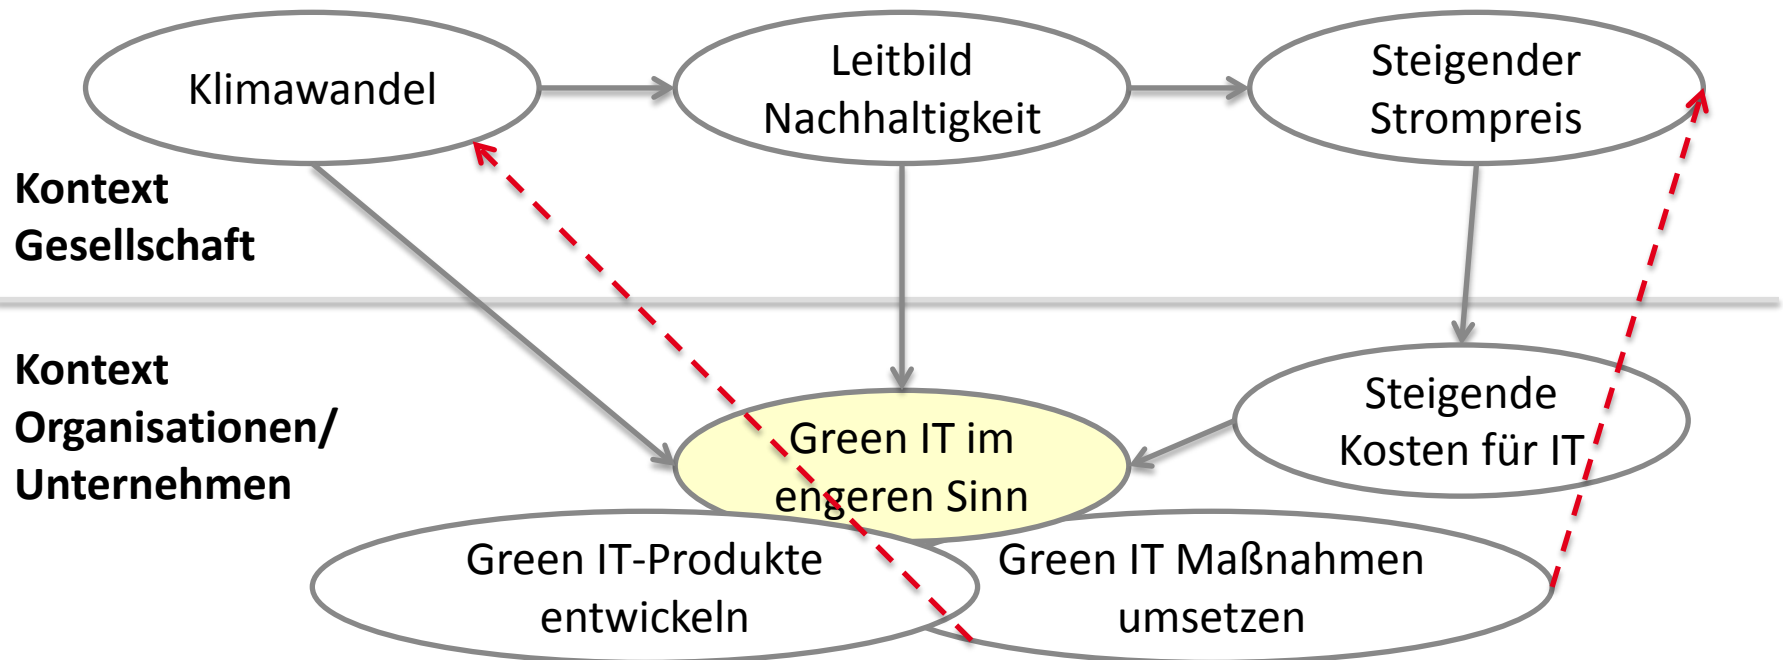 Klimawandel
Leitbild
Nachhaltigkeit
Steigender
Strompreis
Kontext
Gesellschaft
Kontext
Organisationen/
Unternehmen
Steigende
Kosten für IT
Green IT im
engeren Sinn
Green IT-Produkte
entwickeln
Green IT Maßnahmen
umsetzen